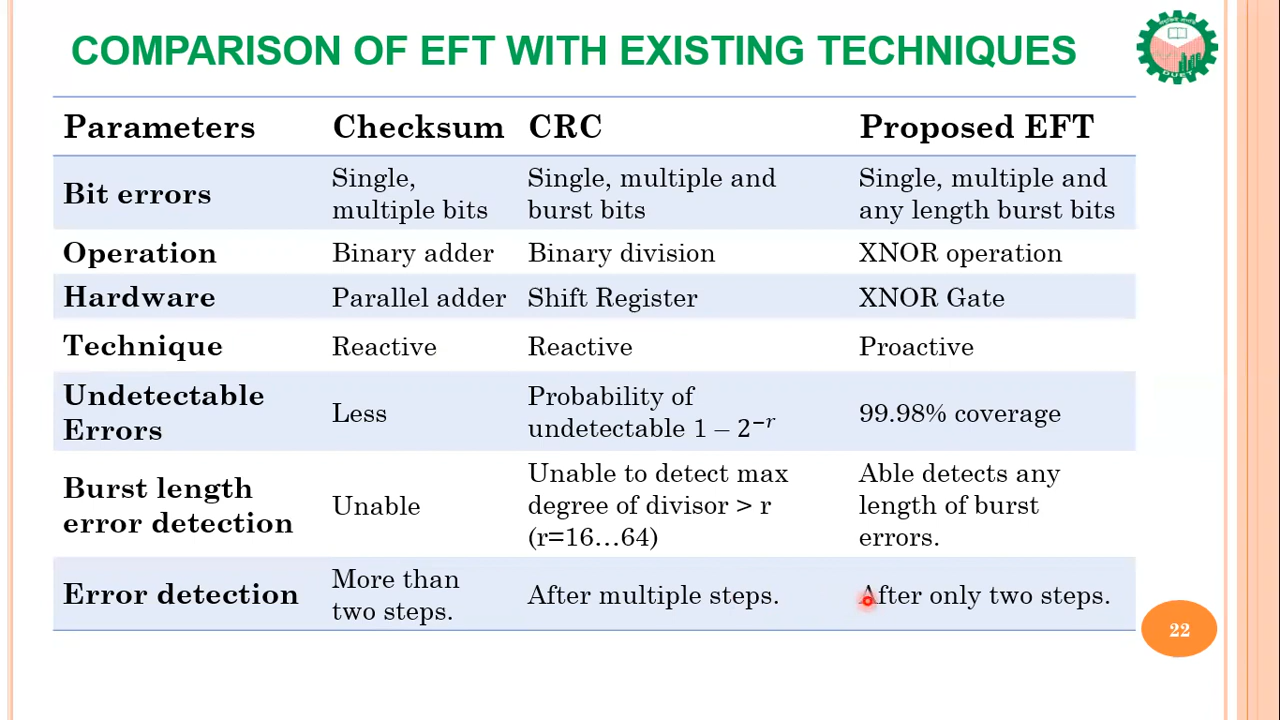 COMPARISON OF EFT WITH EXISTING TECHNIQUES
Parameters Checksum CRC Proposed EFT
Bit errors
Single,
multiple bits
Single, multiple and
burst bits
Single, multiple and
any length burst bits
Operation Binary adder Binary division XNOR operation
Hardware Parallel adder Shift Register XNOR Gate
Technique Reactive Reactive Proactive
Undetectable
Errors
Less
Probability of
undetectable 1 – 2⁻ʳ
99.98% coverage
Burst length
error detection
Unable
Unable to detect max
degree of divisor > r
(r=16…64)
Able detects any
length of burst
errors.
Error detection
More than
two steps.
After multiple steps.
After only two steps.
22
DUET